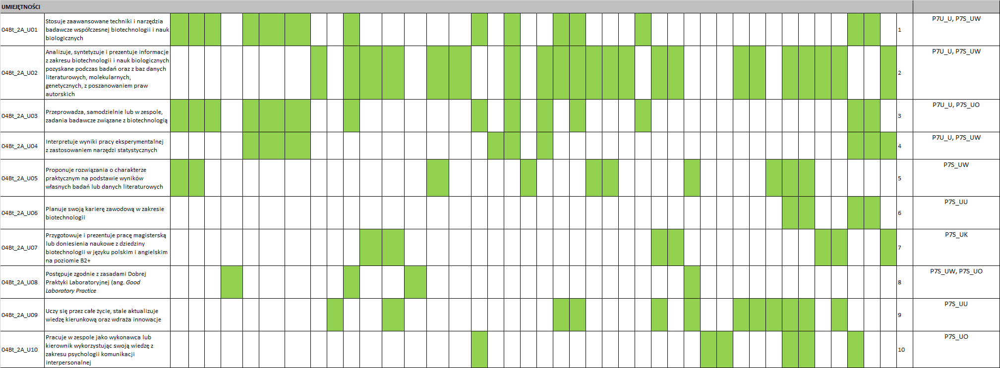 UMIEJĘTNOŚCI
04Bt_2A_U01
Stosuje zaawansowane techniki i narzędzia
badawcze współczesnej biotechnologii i nauk
biologicznych
1
P7U_U, P7S_UW
04Bt_2A_U02
Analizuje, syntetyzuje i prezentuje informacje
z zakresu biotechnologii i nauk biologicznych
pozyskane podczas badań oraz z baz danych
literaturowych, molekularnych,
genetycznych, z poszanowaniem praw
autorskich
2
P7U_U, P7S_UW
04Bt_2A_U03
Przeprowadza, samodzielnie lub w zespole,
zadania badawcze związane z biotechnologią
3
P7U_U, P7S_UO
04Bt_2A_U04
Interpretuje wyniki pracy eksperymentalnej
z zastosowaniem narzędzi statystycznych
4
P7U_U, P7S_UW
04Bt_2A_U05
Proponuje rozwiązania o charakterze
praktycznym na podstawie wyników
własnych badań lub danych literaturowych
5
P7S_UW
04Bt_2A_U06
Planuje swoją karierę zawodową w zakresie
biotechnologii
6
P7S_UU
04Bt_2A_U07
Przygotowuje i prezentuje pracę magisterską
lub doniesienia naukowe z dziedziny
biotechnologii w języku polskim i angielskim
na poziomie B2+
7
P7S_UK
04Bt_2A_U08
Postępuje zgodnie z zasadami Dobrej
Praktyki Laboratoryjnej (ang. Good
Laboratory Practice
8
P7S_UW, P7S_UO
04Bt_2A_U09
Uczy się przez całe życie, stale aktualizuje
wiedzę kierunkową oraz wdraża innowacje
9
P7S_UU
04Bt_2A_U10
Pracuje w zespole jako wykonawca lub
kierownik wykorzystując swoją wiedzę z
zakresu psychologii komunikacji
interpersonalnej
10
P7S_UO